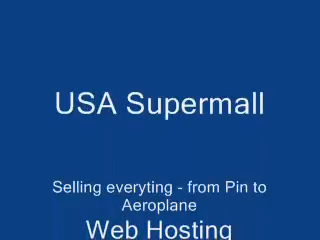 USA Supermall
Selling everyting - from Pin to
Aeroplane
Web Hosting